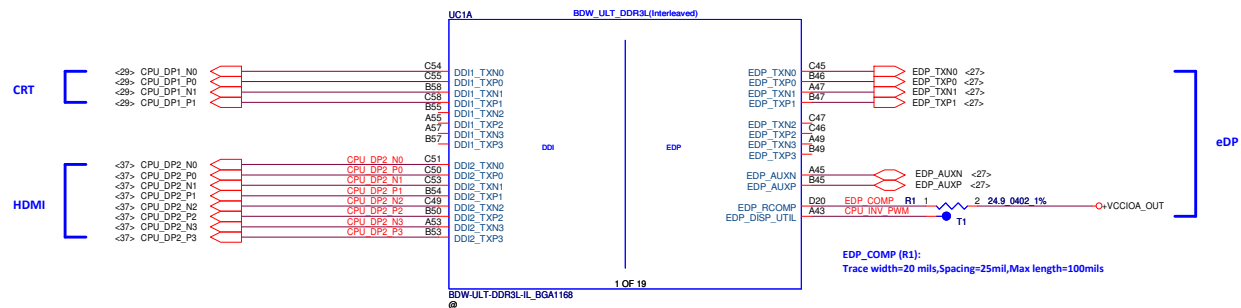 UC1A
BDW_ULT_DDR3L(Interleaved)
CRT
<29> CPU_DP1_N0 C54 DDI1_TXN0
<29> CPU_DP1_P0 C55 DDI1_TXP0
<29> CPU_DP1_N1 B58 DDI1_TXN1
<29> CPU_DP1_P1 C58 DDI1_TXP1
B55 DDI1_TXN2
A55 DDI1_TXP2
A57 DDI1_TXN3
B57 DDI1_TXP3
HDMI
<37> CPU_DP2_N0 CPU_DP2_N0 C51 DDI2_TXN0
<37> CPU_DP2_P0 CPU_DP2_P0 C50 DDI2_TXP0
<37> CPU_DP2_N1 CPU_DP2_N1 C53 DDI2_TXN1
<37> CPU_DP2_P1 CPU_DP2_P1 B54 DDI2_TXP1
<37> CPU_DP2_N2 CPU_DP2_N2 C49 DDI2_TXN2
<37> CPU_DP2_P2 CPU_DP2_P2 B50 DDI2_TXP2
<37> CPU_DP2_N3 CPU_DP2_N3 A53 DDI2_TXN3
<37> CPU_DP2_P3 CPU_DP2_P3 B53 DDI2_TXP3
DDI
EDP
EDP_TXN0 C45 EDP_TXN0 <27>
EDP_TXP0 B46 EDP_TXP0 <27>
EDP_TXN1 A47 EDP_TXN1 <27>
EDP_TXP1 B47 EDP_TXP1 <27>
EDP_TXN2 C47
EDP_TXP2 C46
EDP_TXN3 A49
EDP_TXP3 B49
EDP_AUXN A45 EDP_AUXN <27>
EDP_AUXP B45 EDP_AUXP <27>
EDP_RCOMP D20 EDP_COMP R1 1 2 24.9_0402_1% +VCCIOA_OUT
EDP_DISP_UTIL A43 CPU_INV_PWM T1
eDP
EDP_COMP (R1):
Trace width=20 mils,Spacing=25mil,Max length=100mils
1 OF 19
BDW-ULT-DDR3L-IL_BGA1168
@